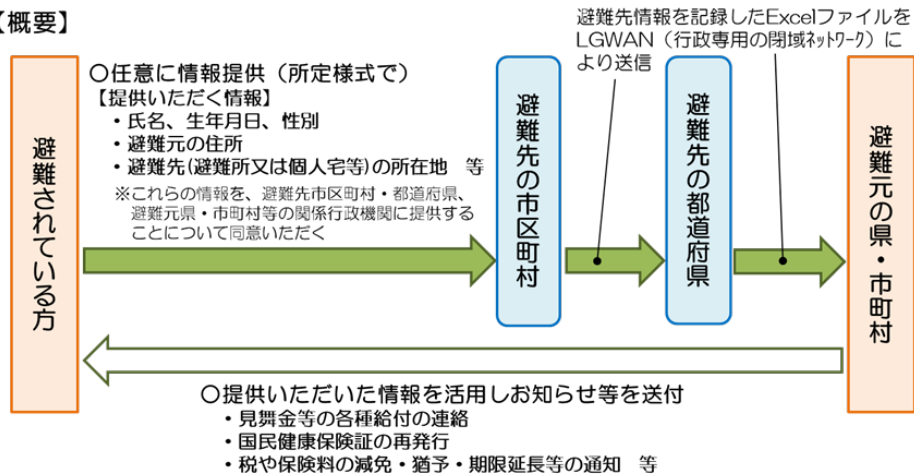 【概要】
避難先情報を記録したExcelファイルを
LGWAN（行政専用の閉域ﾈｯﾄﾜｰｸ）に
より送信
避難されている方
○任意に情報提供（所定様式で）
【提供いただく情報】
・氏名、生年月日、性別
・避難元の住所
・避難先(避難所又は個人宅等)の所在地　等
※これらの情報を、避難先市区町村・都道府県、
避難元県・市町村等の関係行政機関に提供する
ことについて同意いただく
避難先の市区町村
避難先の都道府県
避難元の県・市町村
○提供いただいた情報を活用しお知らせ等を送付
・見舞金等の各種給付の連絡
・国民健康保険証の再発行
・税や保険料の減免・猶予・期限延長等の通知　等